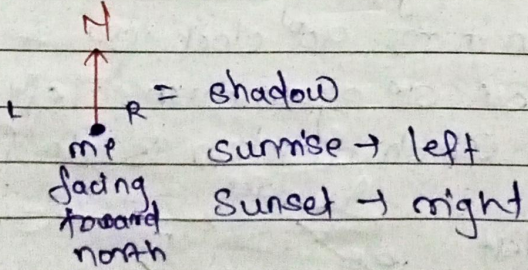 N
L R = shadow
me sunrise → left
facing sunset → right
toward
north